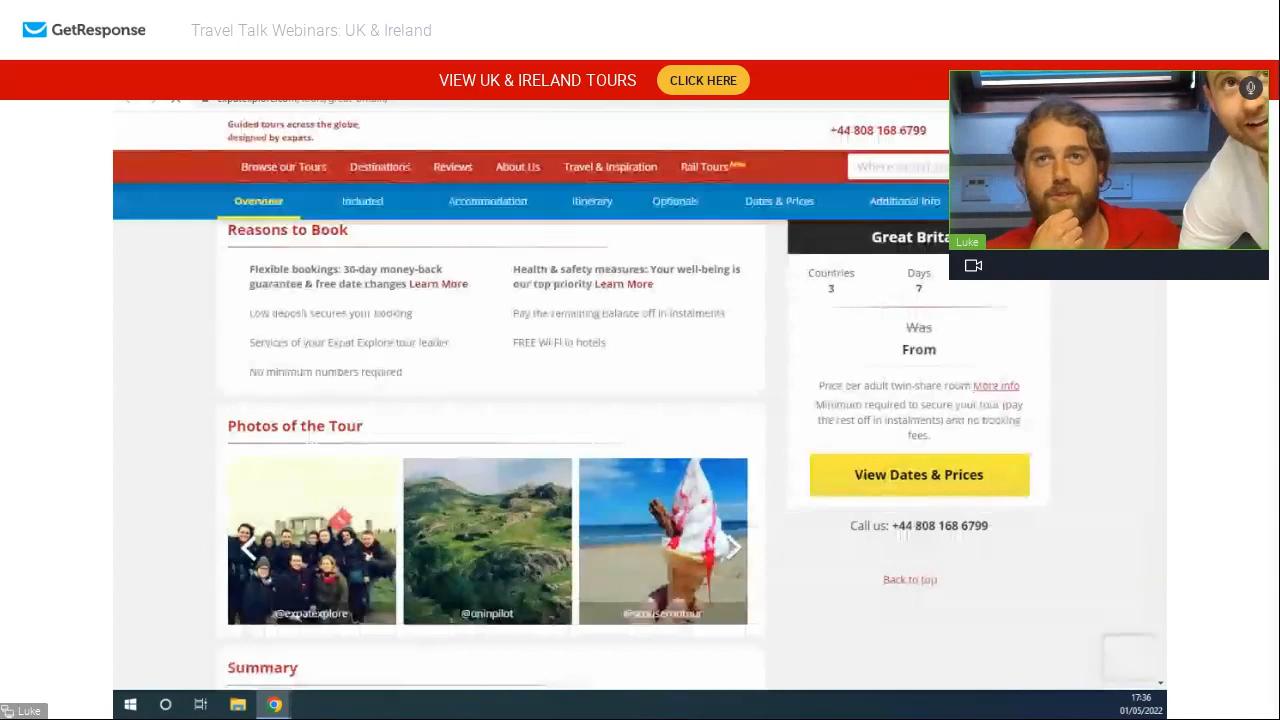 GetResponse
Travel Talk Webinars: UK & Ireland
VIEW UK & IRELAND TOURS
CLICK HERE
Guided tours across the globe,
designed by expats.
+44 808 168 6799
Browse our Tours
Destinations
Reviews
About Us
Travel & Inspiration
Rail Tours
Where
Overview
Included
Accommodation
Itinerary
Optionals
Dates & Prices
Additional Info
Luke
Reasons to Book
Flexible bookings: 30-day money-back
guarantee & free date changes Learn More
Low deposit secures your booking
Services of your Expat Explore tour leader
No minimum numbers required
Health & safety measures: Your well-being is
our top priority Learn More
Pay the remaining balance off in instalments
FREE Wi-Fi in hotels
Great Brita
Countries
3
Days
7
Was
From
Price per adult twin-share room More info
Minimum required to secure your tour (pay
the rest off in instalments) and no booking
fees.
View Dates & Prices
Call us: +44 808 168 6799
Back to top
Photos of the Tour
@expatexplore
@oninpilot
Summary
17:36
01/05/2022
Luke